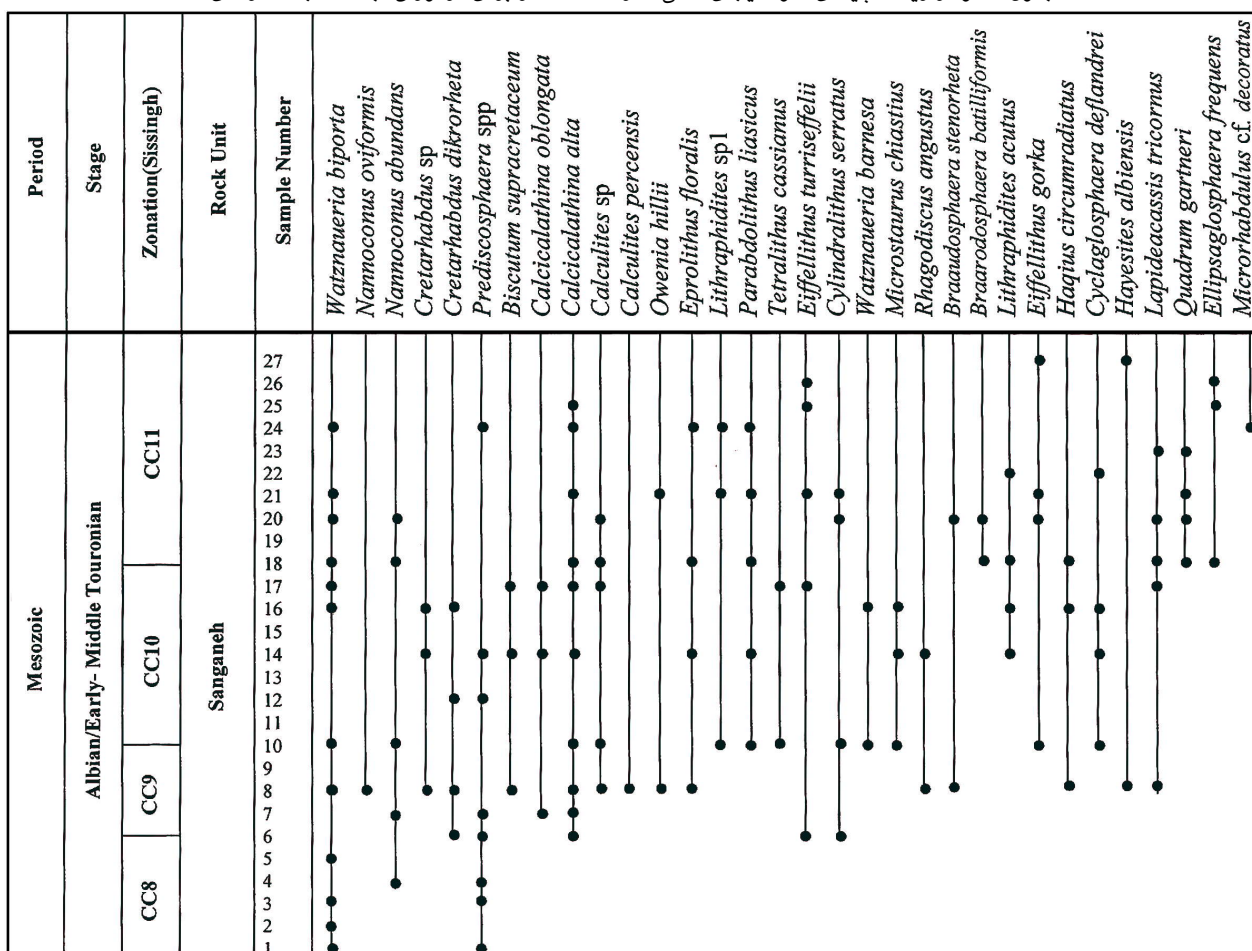 Period
Stage
Zonation(Sissingh)
Rock Unit
Sample Number
Watznaueria biporta
Nannoconus oviformis
Nannoconus abundans
Cretarhabdus sp
Cretarhabdus dikrorheta
Prediscosphaera spp
Biscutum supracretaceum
Calcicalathina oblongata
Calcicalathina alta
Calculites sp
Calculites percensis
Owenia hillii
Eprolithus floralis
Lithraphidites sp1
Parabdolithus liasicus
Tetralithus cassianus
Eiffellithus turriseffelii
Cylindralithus serratus
Watznaueria barnesa
Microstaurus chiastius
Rhagodiscus angustus
Braaudosphaera stenorheta
Braarodosphaera batilliformis
Lithraphidites acutus
Eiffellithus gorka
Haqius circumradiatus
Cyclaglosphaera deflandrei
Hayesites albiensis
Lapideacassis tricornus
Quadrum gartneri
Ellipsaglosphaera frequens
Microrhabdulus c.f. decoratus
Mesozoic
Albian/Early- Middle Touronian
CC11
CC10
CC9
CC8
Sanganeh
27
26
25
24
23
22
21
20
19
18
17
16
15
14
13
12
11
10
9
8
7
6
5
4
3
2
1